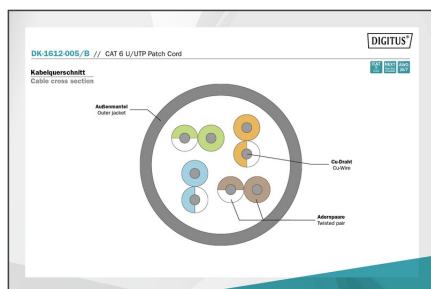 DIGITUS®
DK-1612-005/B // CAT 6 U/UTP Patch Cord
Kabelquerschnitt
Cable cross section
Außenmantel
Outer jacket
Cu-Draht
Cu-Wire
Adernpaare
Twisted pair